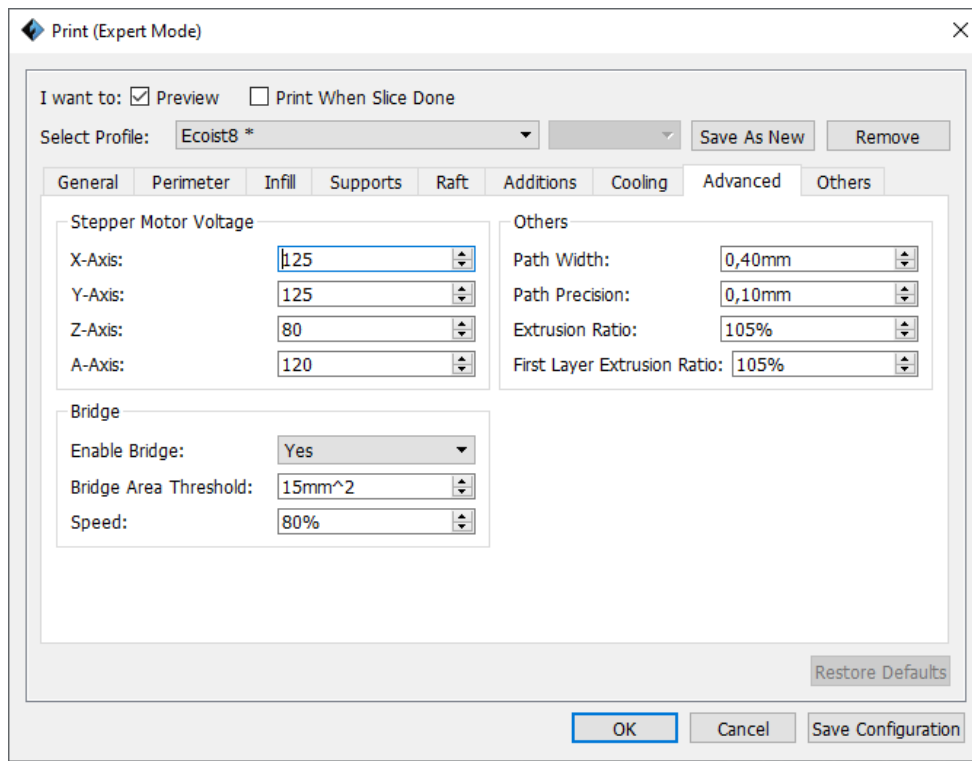 Print (Expert Mode)
I want to: Preview Print When Slice Done
Select Profile: Ecoist8 * Save As New Remove
General Perimeter Infill Supports Raft Additions Cooling Advanced Others
Stepper Motor Voltage
X-Axis: 125
Y-Axis: 125
Z-Axis: 80
A-Axis: 120
Others
Path Width: 0,40mm
Path Precision: 0,10mm
Extrusion Ratio: 105%
First Layer Extrusion Ratio: 105%
Bridge
Enable Bridge: Yes
Bridge Area Threshold: 15mm^2
Speed: 80%
Restore Defaults
OK Cancel Save Configuration